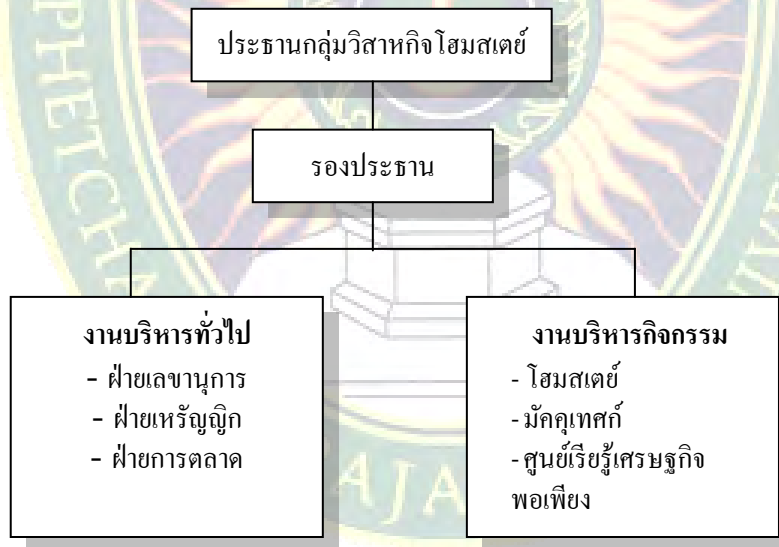 ประธานกลุ่มวิสาหกิจโฮมสเตย์
รองประธาน
งานบริหารทั่วไป
- ฝ่ายเลขานุการ
- ฝ่ายเหรัญญิก
- ฝ่ายการตลาด
งานบริหารกิจกรรม
- โฮมสเตย์
- มัคคุเทศก์
- ศูนย์เรียรู้เศรษฐกิจ
พอเพียง
PHETCHA
RAJA